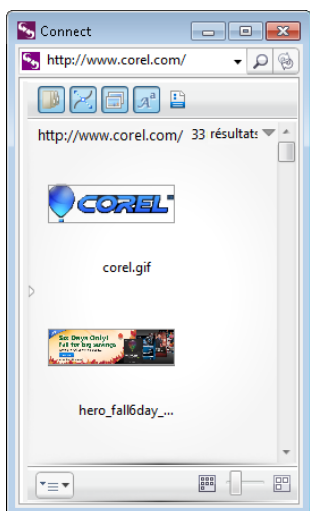 Connect
http://www.corel.com/
http://www.corel.com/ 33 résultats
COREL
corel.gif
Six Days Only!
Fall for big savings
hero_fall6day_...